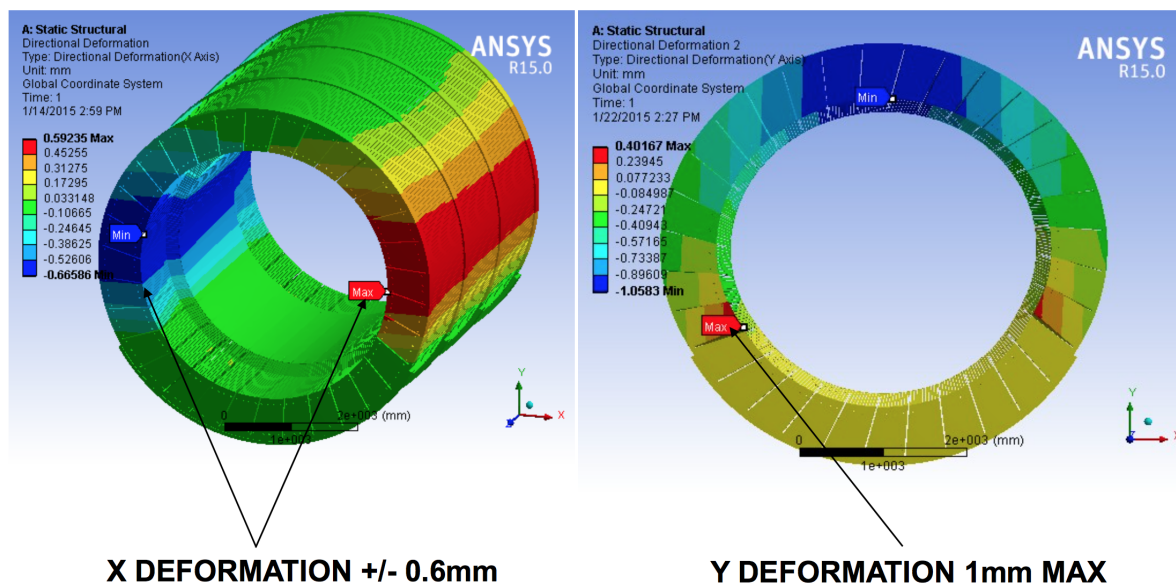 A: Static Structural
Directional Deformation
Type: Directional Deformation(X Axis)
Unit: mm
Global Coordinate System
Time: 1
1/14/2015 2:59 PM
0.59235 Max
0.45255
0.31275
0.17295
0.033148
-0.10665
-0.24645
-0.38625
-0.52606
-0.66586 Min
ANSYS
R15.0
Min
Max
0
2e+003 (mm)
1e+003
Y
X
Z
X DEFORMATION +/- 0.6mm
A: Static Structural
Directional Deformation 2
Type: Directional Deformation(Y Axis)
Unit: mm
Global Coordinate System
Time: 1
1/22/2015 2:27 PM
0.40167 Max
0.23945
0.077233
-0.084987
-0.24721
-0.40943
-0.57165
-0.73387
-0.89609
-1.0583 Min
ANSYS
R15.0
Min
Max
0
2e+003 (mm)
1e+003
Y
Z
X
Y DEFORMATION 1mm MAX